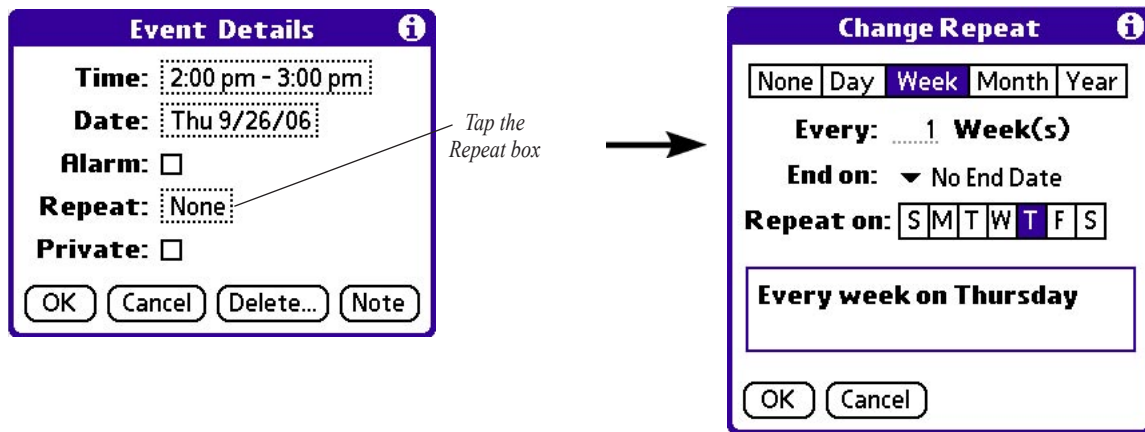 Event Details
Time: 2:00 pm - 3:00 pm
Date: Thu 9/26/06
Alarm:
Repeat: None
Private:
OK Cancel Delete... Note
Tap the
Repeat box
Change Repeat
None Day Week Month Year
Every: 1 Week(s)
End on: No End Date
Repeat on: S M T W T F S
Every week on Thursday
OK Cancel